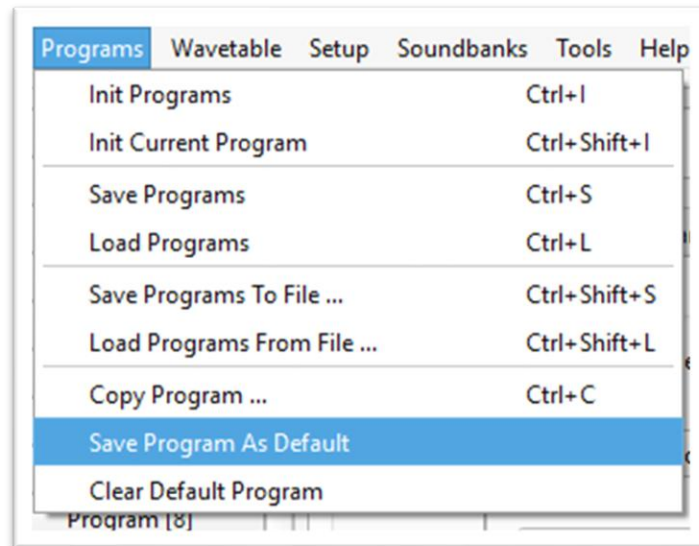 Programs Wavetable Setup Soundbanks Tools Help
Init Programs Ctrl+I
Init Current Program Ctrl+Shift+I
Save Programs Ctrl+S
Load Programs Ctrl+L
Save Programs To File ... Ctrl+Shift+S
Load Programs From File ... Ctrl+Shift+L
Copy Program ... Ctrl+C
Save Program As Default
Clear Default Program
Program [8]